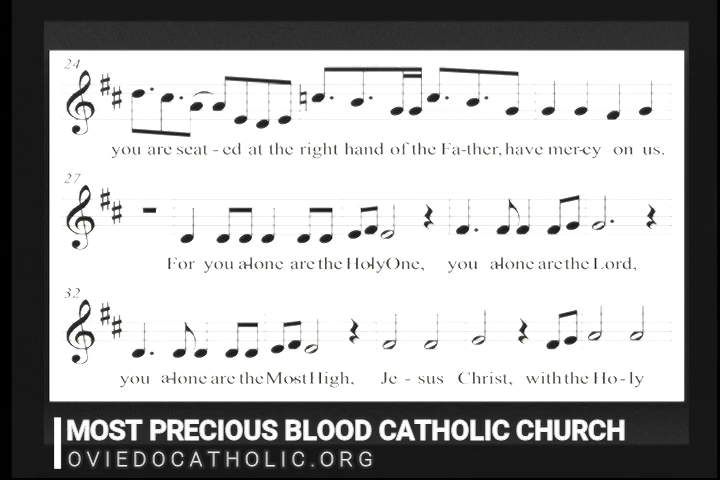 24
you are seat - ed at the right hand of the Fa-ther, have mer-cy on us.
27
For you alone are the Holy One, you alone are the Lord,
32
you alone are the Most High, Je - sus Christ, with the Ho - ly
MOST PRECIOUS BLOOD CATHOLIC CHURCH
OVIEDOCATHOLIC.ORG